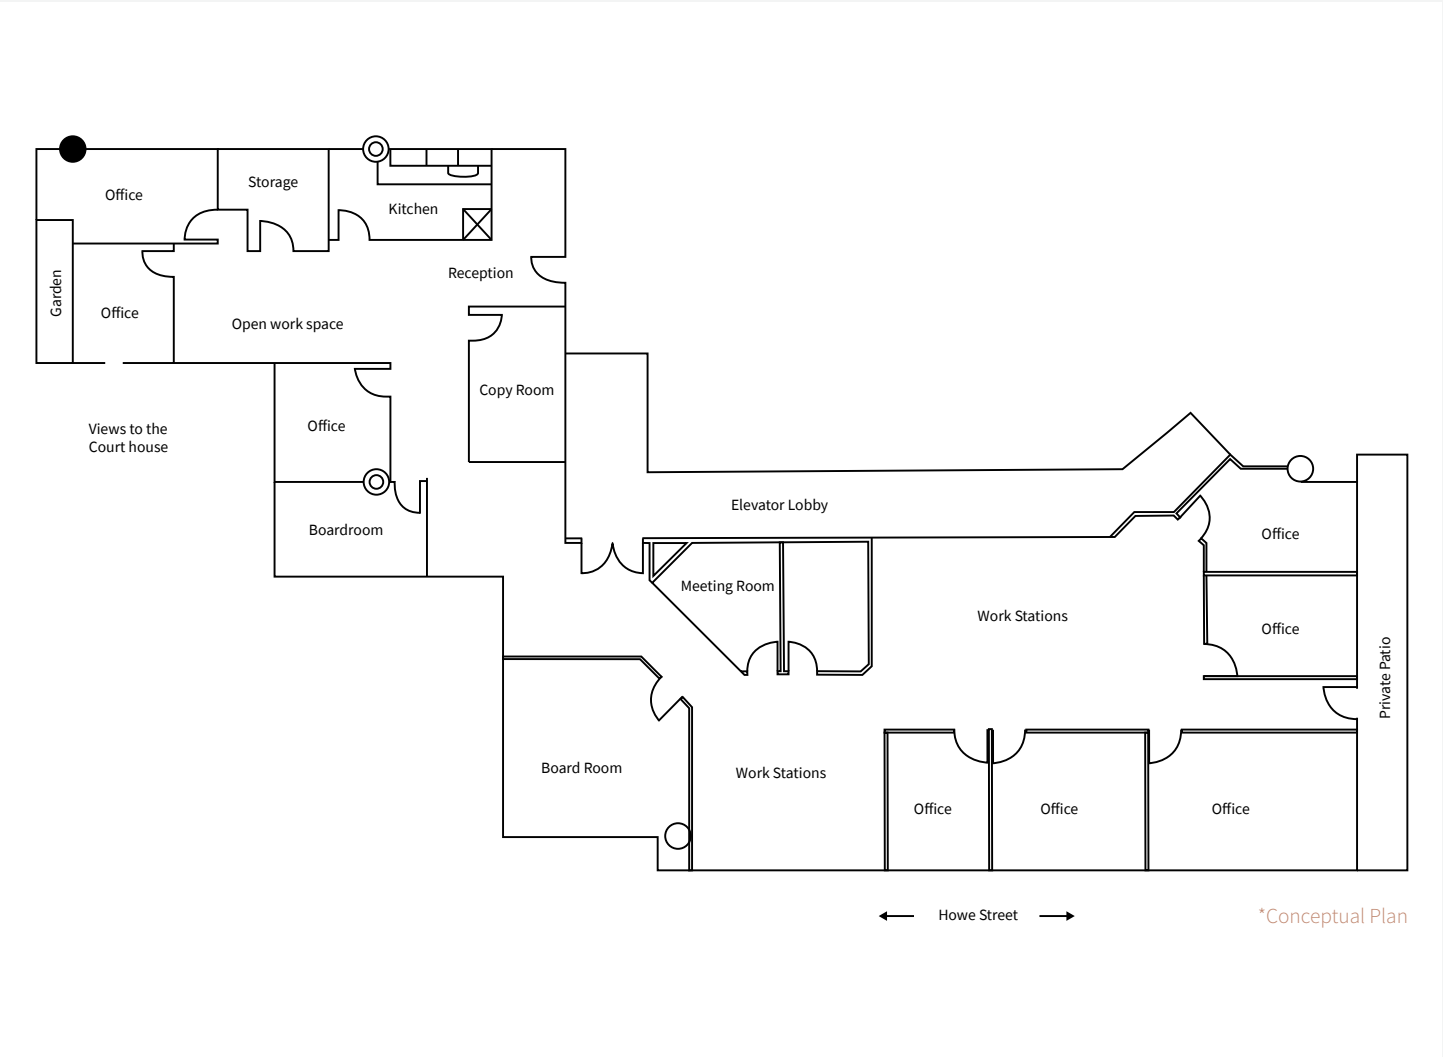 Office
Storage
Kitchen
Reception
Garden
Office
Open work space
Copy Room
Views to the
Court house
Office
Boardroom
Elevator Lobby
Meeting Room
Work Stations
Office
Office
Private Patio
Board Room
Work Stations
Office
Office
Office
Howe Street
*Conceptual Plan